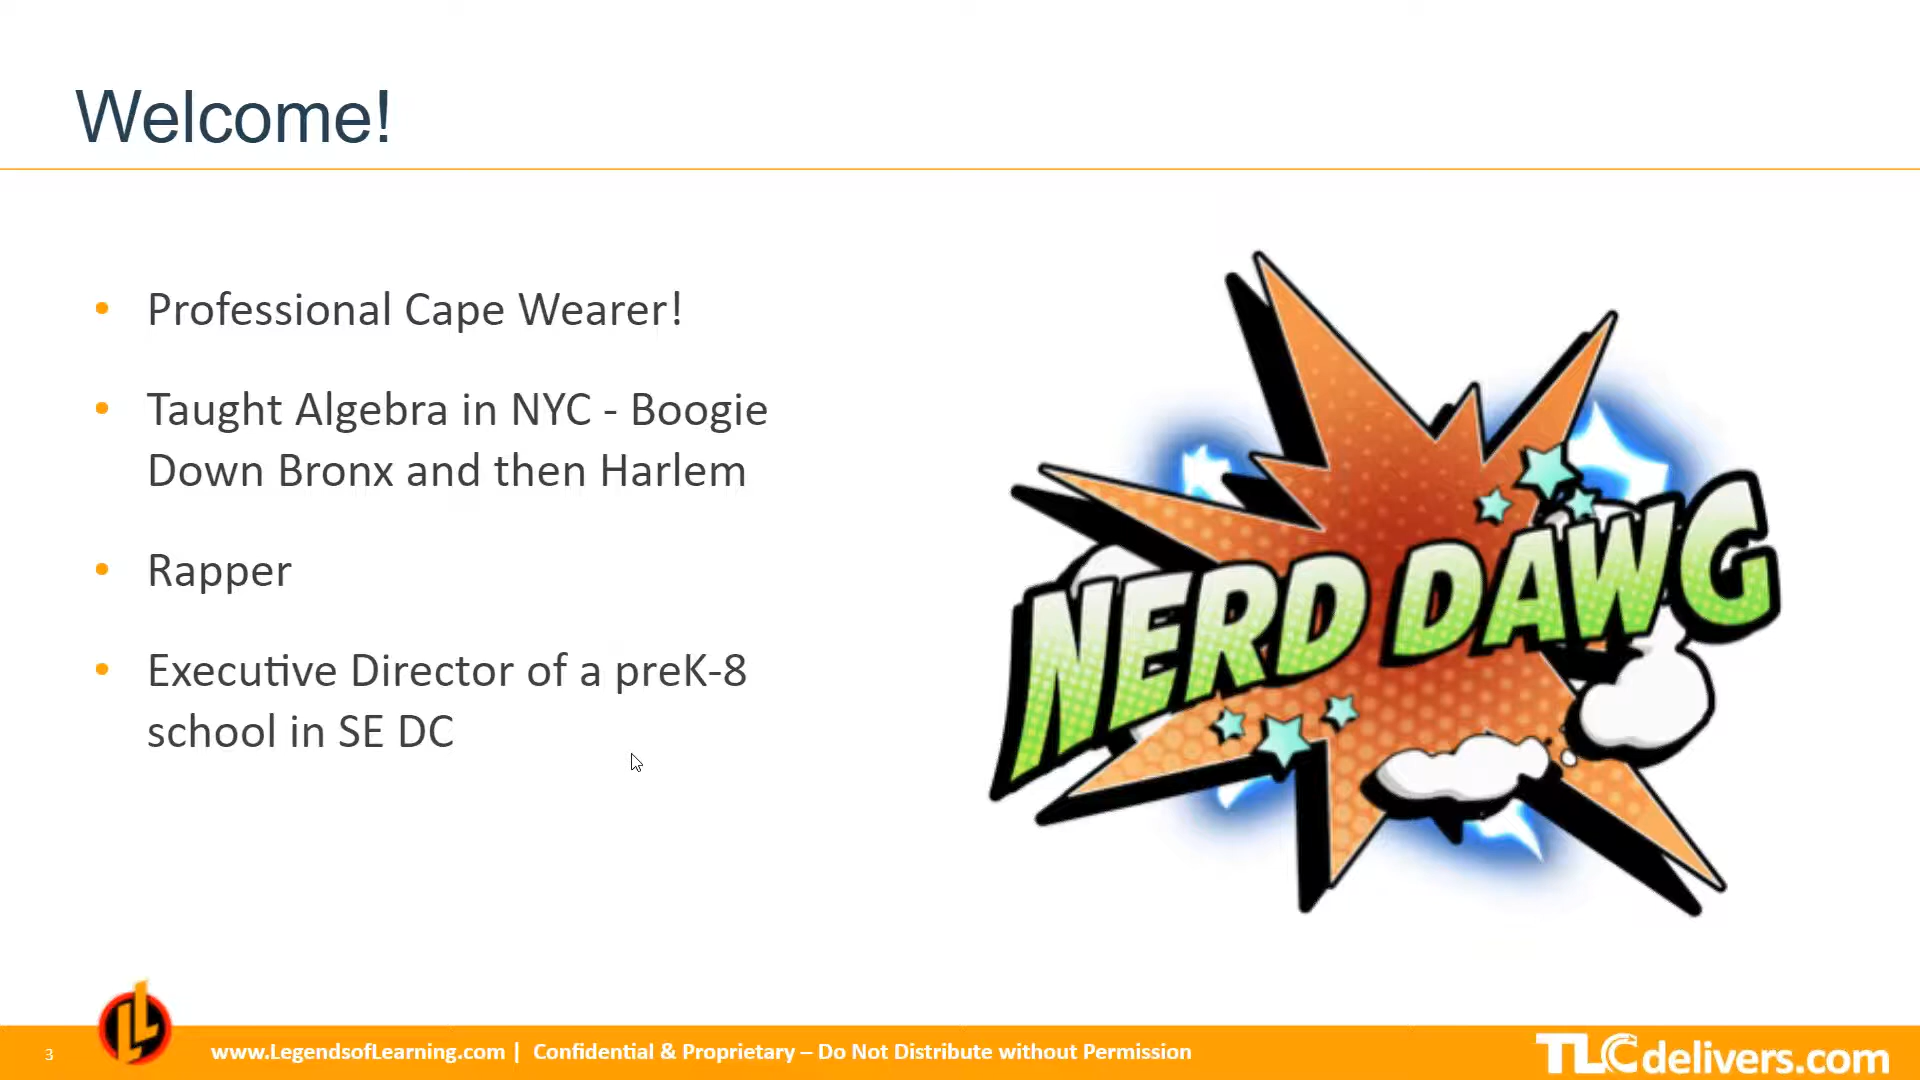 Welcome!
• Professional Cape Wearer!
• Taught Algebra in NYC - Boogie
Down Bronx and then Harlem
• Rapper
• Executive Director of a preK-8
school in SE DC
NERD DAWG
3
LL
www.LegendsofLearning.com | Confidential & Proprietary – Do Not Distribute without Permission
TLCdelivers.com